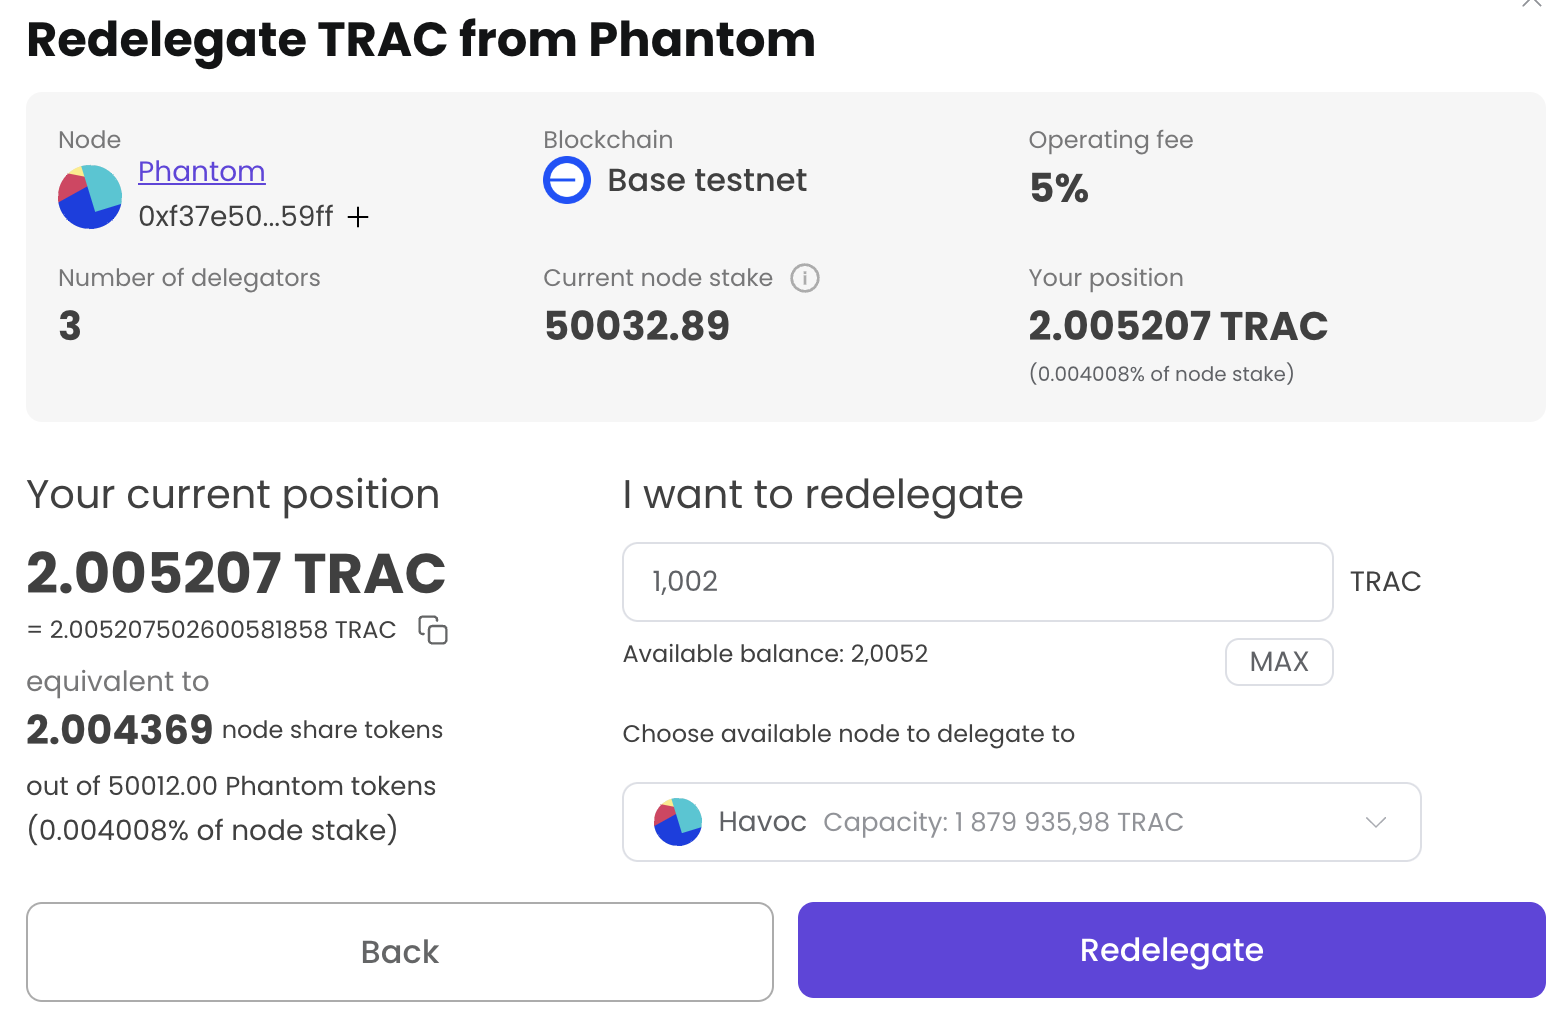 Redelegate TRAC from Phantom
Node
Phantom
0xf37e50...59ff +
Blockchain
Base testnet
Operating fee
5%
Number of delegators
3
Current node stake
50032.89
Your position
2.005207 TRAC
(0.004008% of node stake)
Your current position
2.005207 TRAC
= 2.005207502600581858 TRAC
equivalent to
2.004369 node share tokens
out of 50012.00 Phantom tokens
(0.004008% of node stake)
I want to redelegate
1,002 TRAC
Available balance: 2,0052
MAX
Choose available node to delegate to
Havoc Capacity: 1 879 935,98 TRAC
Back
Redelegate